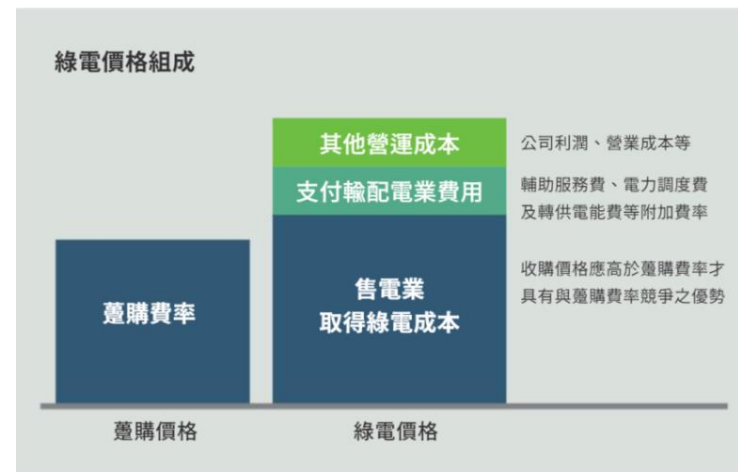 綠電價格組成
其他營運成本
公司利潤、營業成本等
支付輸配電業費用
輔助服務費、電力調度費
及轉供電能費等附加費率
躉購費率
售電業
取得綠電成本
收購價格應高於躉購費率才
具有與躉購費率競爭之優勢
躉購價格
綠電價格